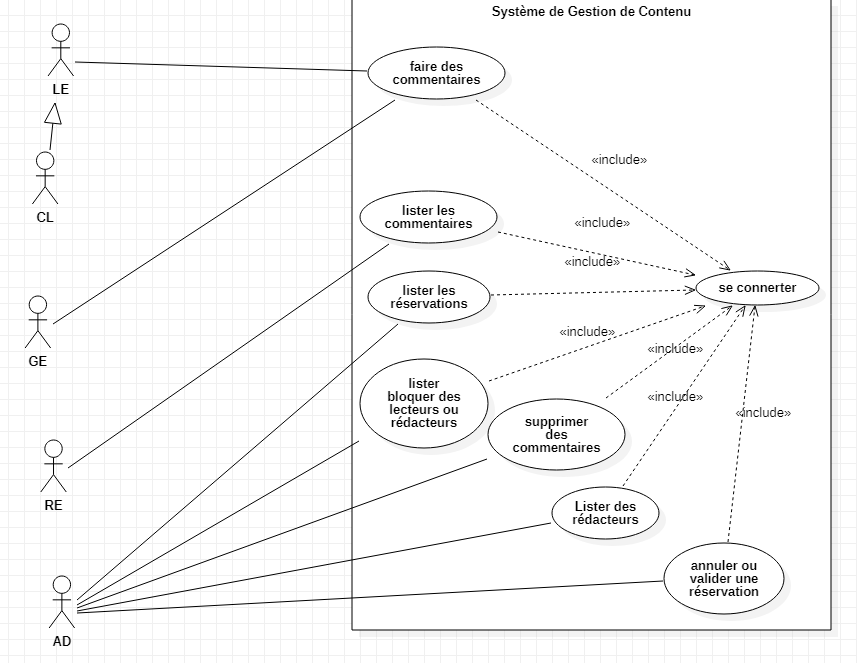 Système de Gestion de Contenu
LE
CL
GE
RE
AD
faire des
commentaires
lister les
commentaires
lister les
réservations
lister
bloquer des
lecteurs ou
rédacteurs
supprimer
des
commentaires
Lister des
rédacteurs
annuler ou
valider une
réservation
se connerter
«include»
«include»
«include»
«include»
«include»
«include»
«include»